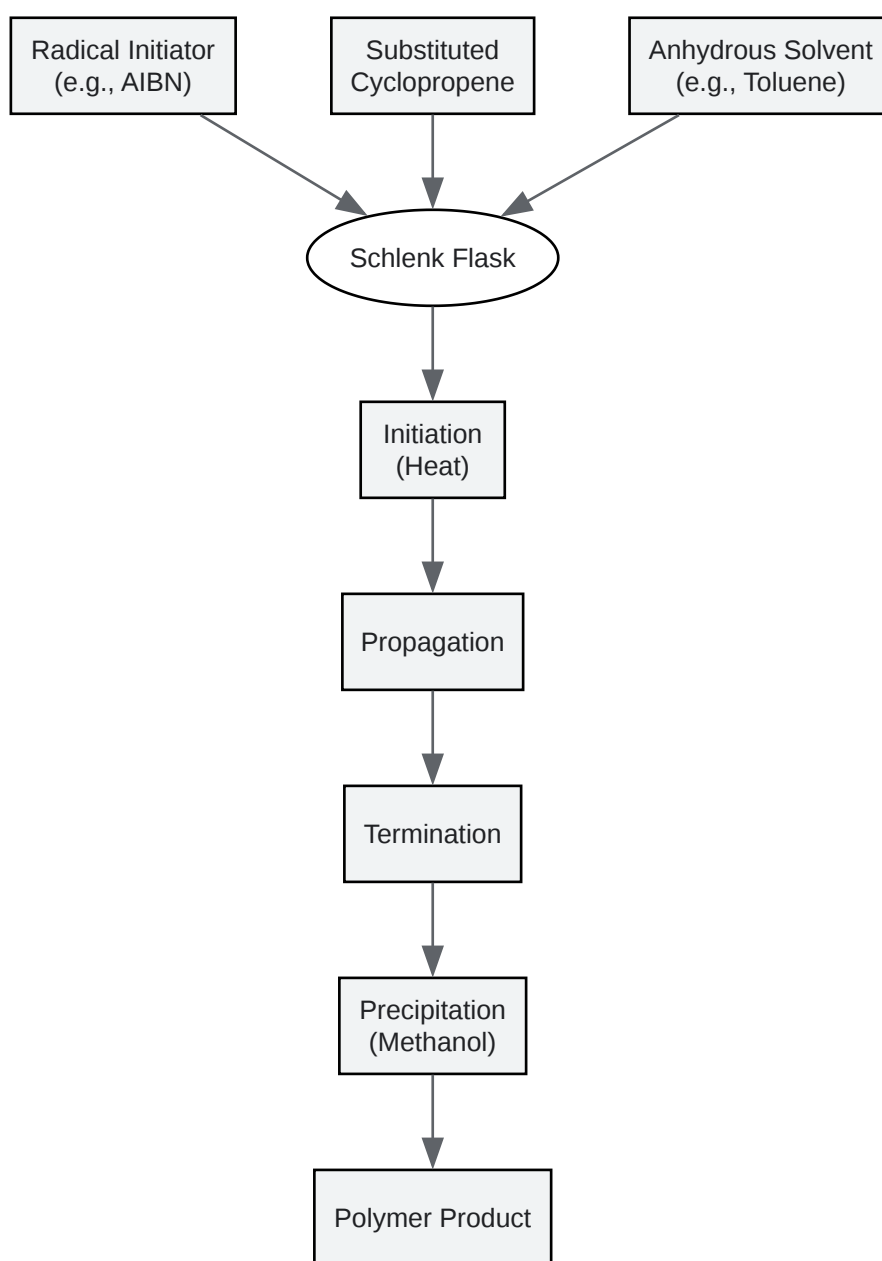 Radical Initiator
(e.g., AIBN)
Substituted
Cyclopropene
Anhydrous Solvent
(e.g., Toluene)
Schlenk Flask
Initiation
(Heat)
Propagation
Termination
Precipitation
(Methanol)
Polymer Product